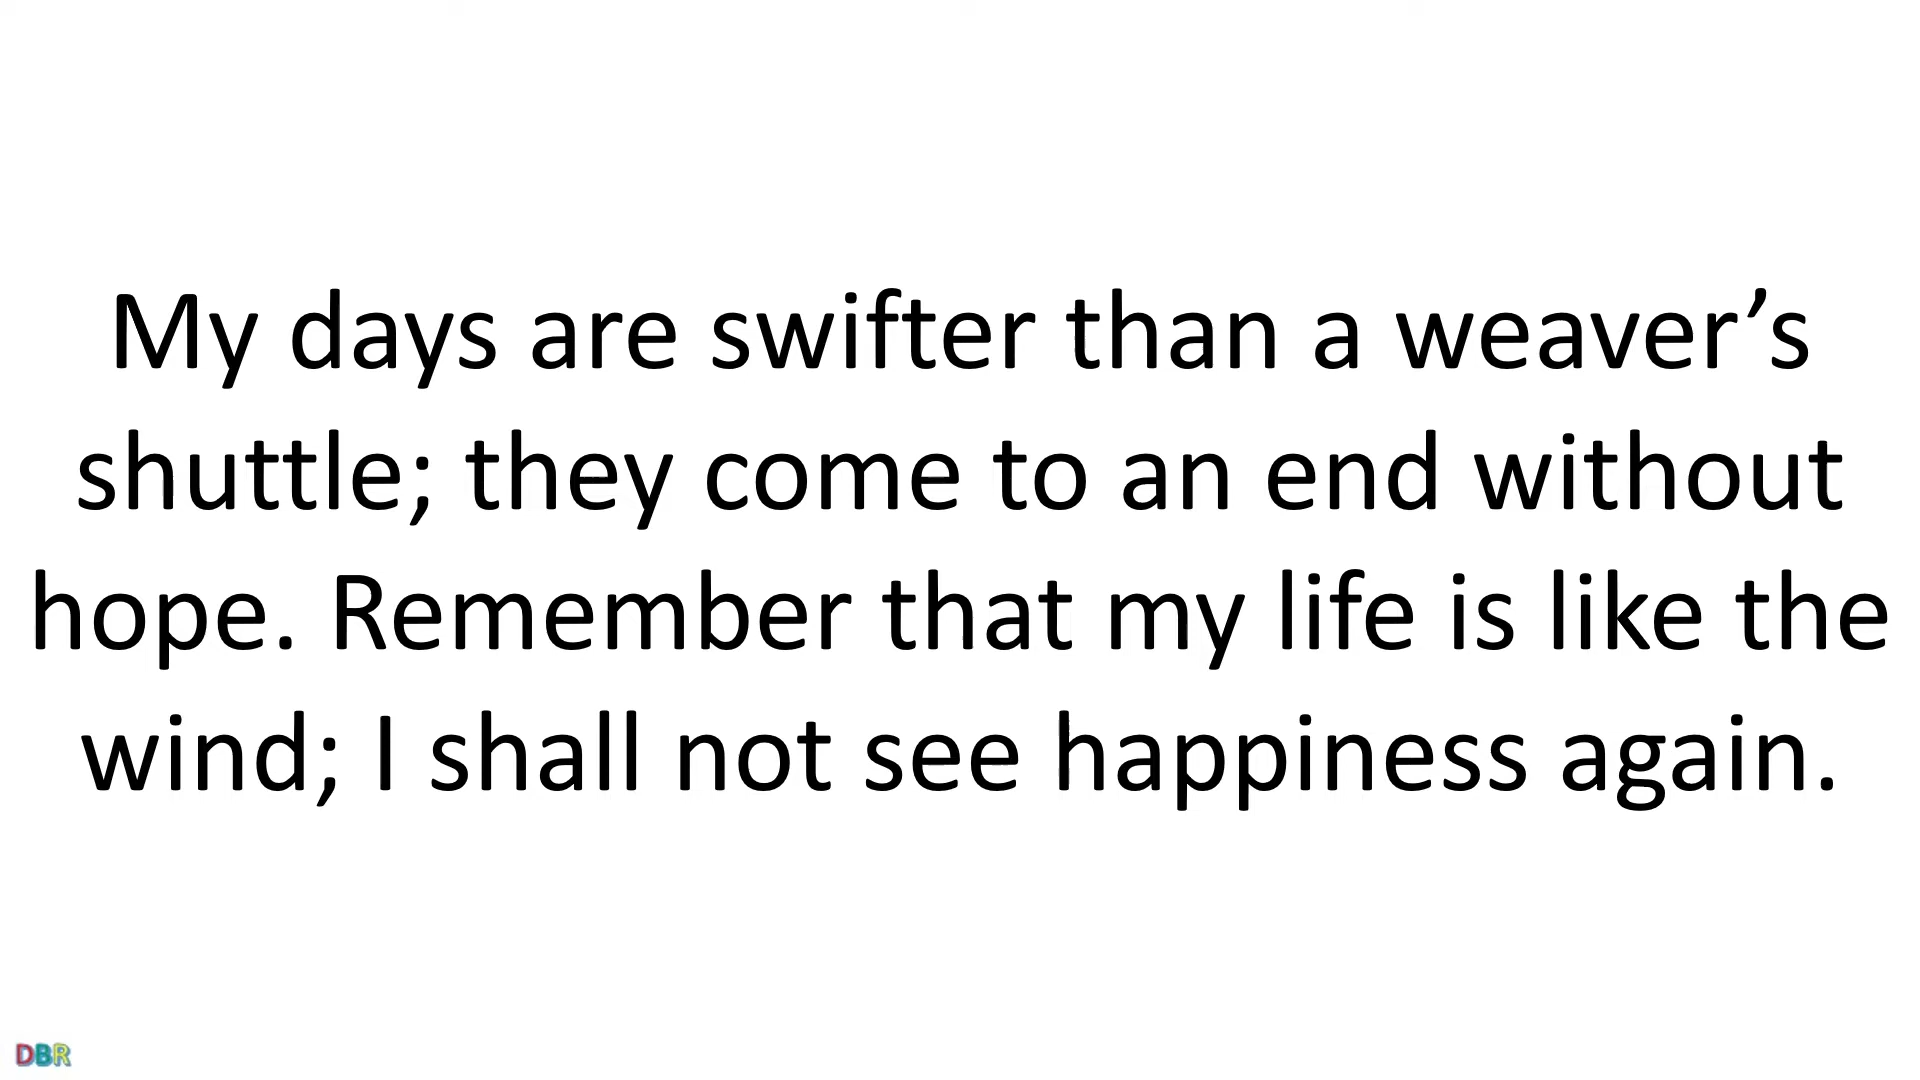 My days are swifter than a weaver’s
shuttle; they come to an end without
hope. Remember that my life is like the
wind; I shall not see happiness again.
DBR